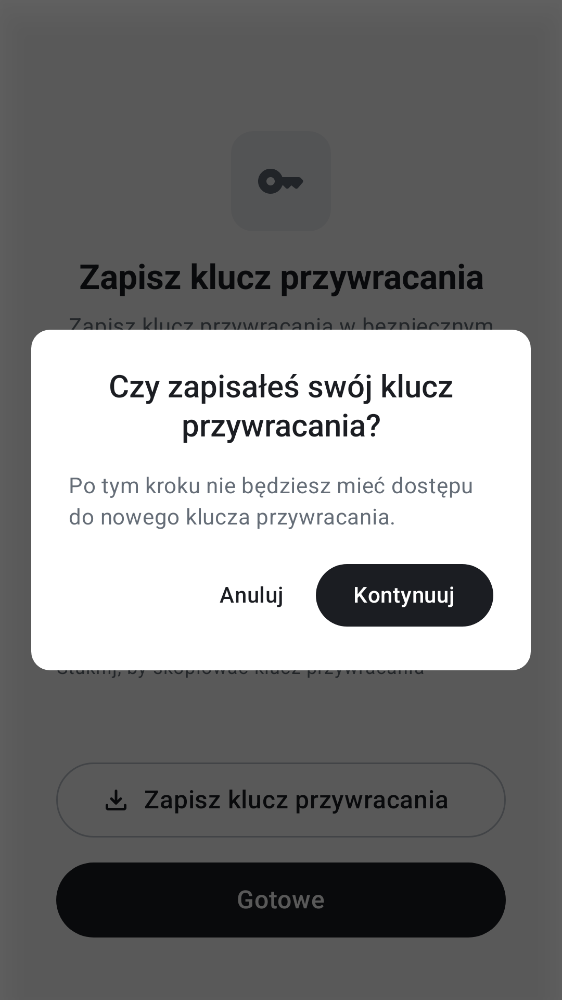 Zapisz klucz przywracania
Zapisz klucz przywracania w bezpiecznym
Czy zapisałeś swój klucz
przywracania?
Po tym kroku nie będziesz mieć dostępu
do nowego klucza przywracania.
Anuluj
Kontynuuj
Stuknij, by skopiować klucz przywracania
Zapisz klucz przywracania
Gotowe